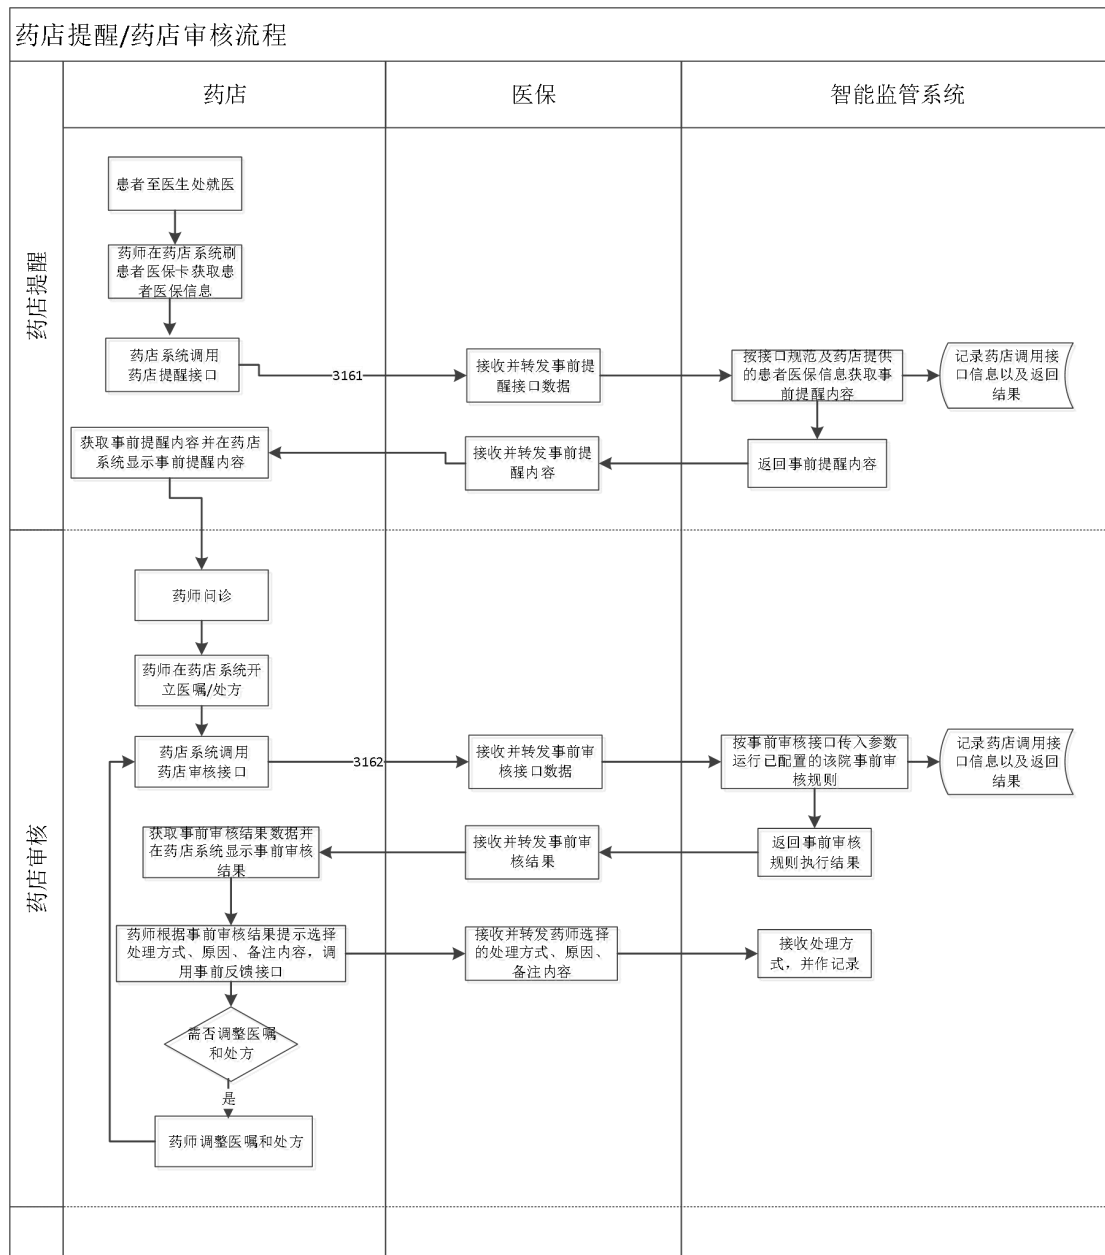 药店提醒/药店审核流程
药店
医保
智能监管系统
药店提醒
患者至医生处就医
药师在药店系统刷
患者医保卡获取患
者医保信息
药店系统调用
药店提醒接口
3161
接收并转发事前提
醒接口数据
按接口规范及药店提供
的患者医保信息获取事
前提醒内容
记录药店调用接
口信息以及返回
结果
获取事前提醒内容并在药店
系统显示事前提醒内容
接收并转发事前提
醒内容
返回事前提醒内容
药店审核
药师问诊
药师在药店系统开
立医嘱/处方
药店系统调用
药店审核接口
3162
接收并转发事前审
核接口数据
按事前审核接口传入参数
运行已配置的该院事前审
核规则
记录药店调用接
口信息以及返回
结果
获取事前审核结果数据并
在药店系统显示事前审核
结果
接收并转发事前审
核结果
返回事前审核
规则执行结果
药师根据事前审核结果提示选择
处理方式、原因、备注内容，调
用事前反馈接口
接收并转发药师选择
的处理方式、原因、
备注内容
接收处理方
式，并作记录
需否调整医嘱
和处方
是
药师调整医嘱和处方